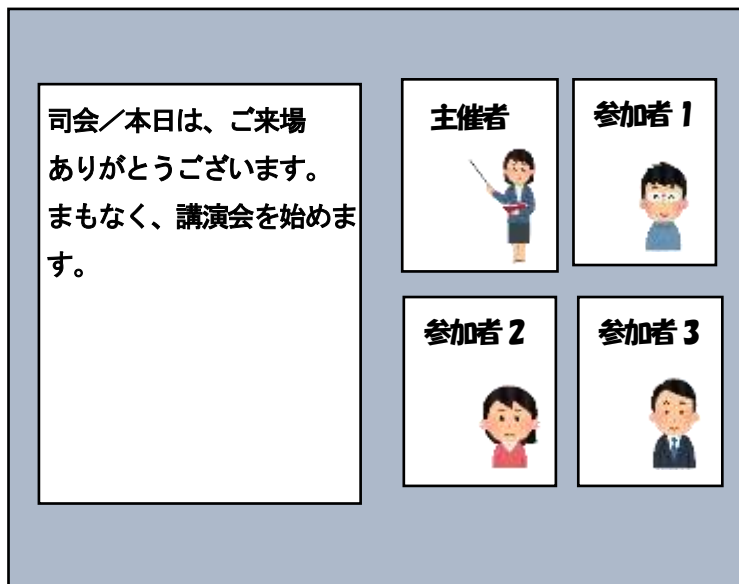 司会／本日は、ご来場
ありがとうございます。
まもなく、講演会を始めま
す。
主催者
参加者1
参加者2
参加者3